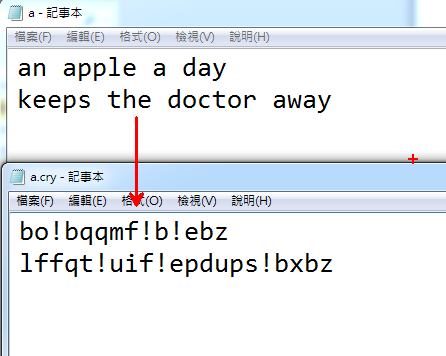 a - 記事本
檔案(F) 編輯(E) 格式(O) 檢視(V) 說明(H)
an apple a day
keeps the doctor away
a.cry - 記事本
檔案(F) 編輯(E) 格式(O) 檢視(V) 說明(H)
bo!bqqmf!b!ebz
lffqt!uif!epdups!bxbz